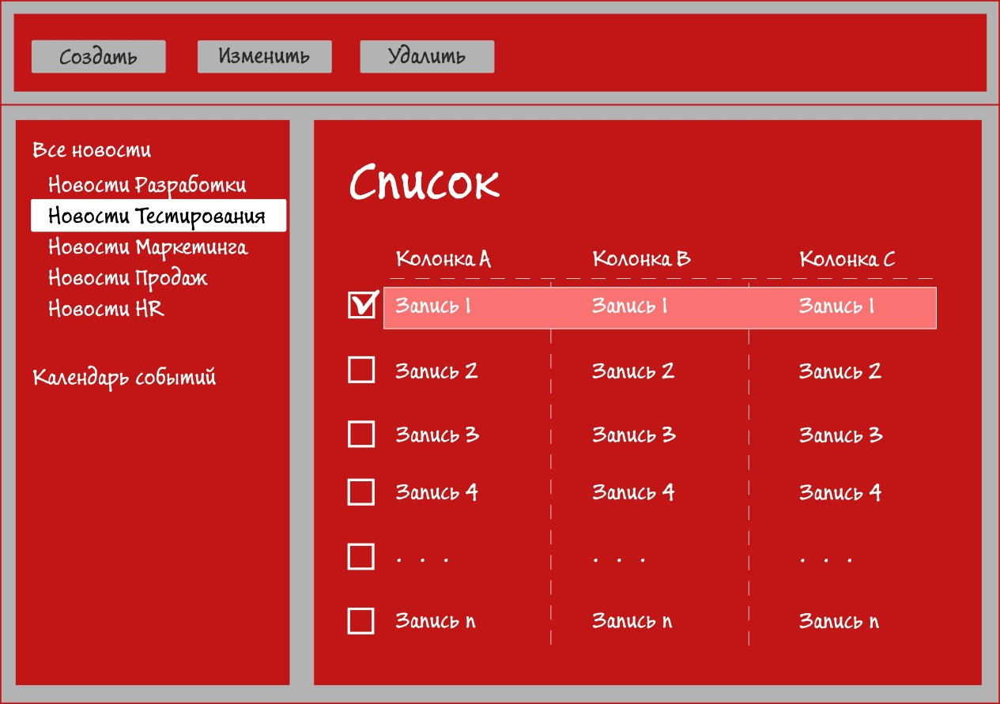 Создать Изменить Удалить
Все новости
Новости Разработки
Новости Тестирования
Новости Маркетинга
Новости Продаж
Новости HR
Календарь событий
Список
Колонка A Колонка B Колонка C
Запись 1 Запись 1 Запись 1
Запись 2 Запись 2 Запись 2
Запись 3 Запись 3 Запись 3
Запись 4 Запись 4 Запись 4
. . . . . . . . .
Запись n Запись n Запись n